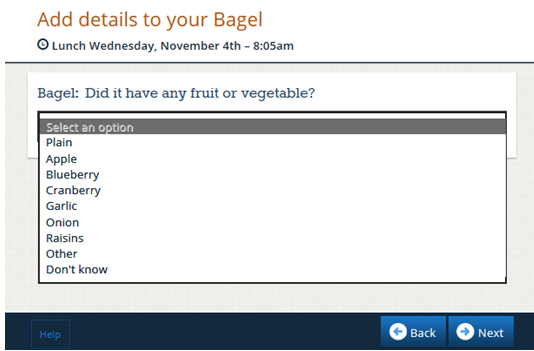 Add details to your Bagel
Lunch Wednesday, November 4th – 8:05am
Bagel: Did it have any fruit or vegetable?
Select an option
Plain
Apple
Blueberry
Cranberry
Garlic
Onion
Raisins
Other
Don't know
Help
Back
Next